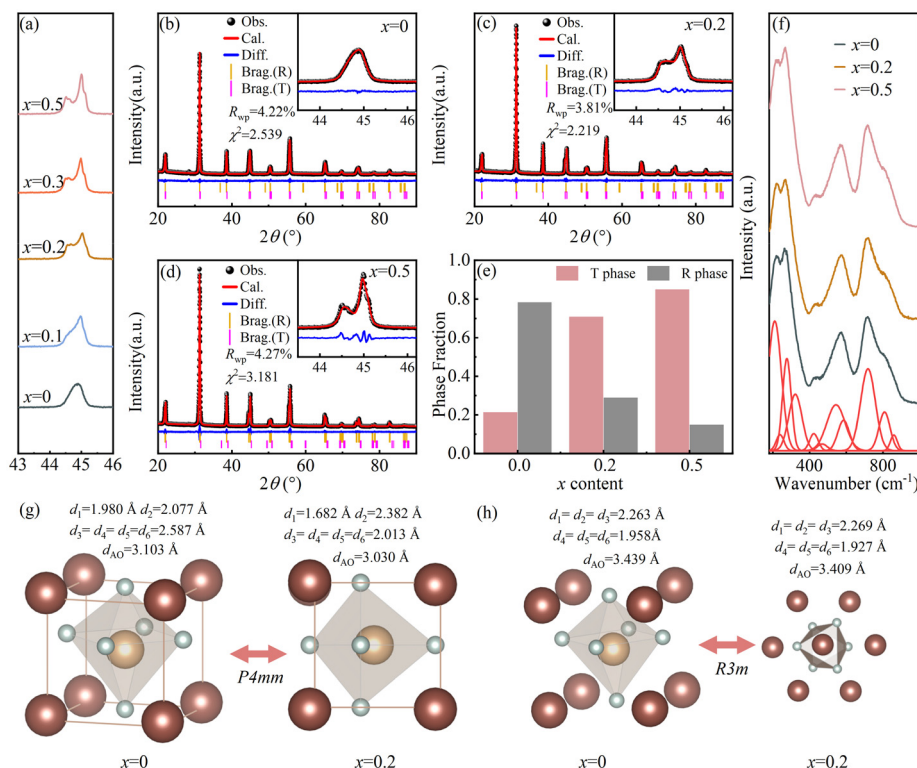 (a)
x=0.5
x=0.3
x=0.2
x=0.1
x=0
43 44 45 46
(b)
Obs.
Cal.
Diff.
Brag.(R)
Brag.(T)
Rwp=4.22%
χ²=2.539
x=0
44 45 46
Intensity(a.u.)
20 40 60 80
2θ(°)
(c)
Obs.
Cal.
Diff.
Brag.(R)
Brag.(T)
Rwp=3.81%
χ²=2.219
x=0.2
44 45 46
Intensity(a.u.)
20 40 60 80
2θ(°)
(d)
Obs.
Cal.
Diff.
Brag.(R)
Brag.(T)
Rwp=4.27%
χ²=3.181
x=0.5
44 45 46
Intensity(a.u.)
20 40 60 80
2θ(°)
(e)
T phase
R phase
1.0
0.8
0.6
0.4
0.2
0.0
Phase Fraction
0.0 0.2 0.5
x content
(f)
x=0
x=0.2
x=0.5
Intensity (a.u.)
400 800
Wavenumber (cm⁻¹)
(g)
d₁=1.980 Å d₂=2.077 Å
d₃= d₄= d₅=d₆=2.587 Å
dAO=3.103 Å
d₁=1.682 Å d₂=2.382 Å
d₃= d₄= d₅=d₆=2.013 Å
dAO=3.030 Å
P4mm
x=0
x=0.2
(h)
d₁= d₂= d₃=2.263 Å
d₄= d₅=d₆=1.958Å
dAO=3.439 Å
d₁= d₂= d₃=2.269 Å
d₄= d₅=d₆=1.927 Å
dAO=3.409 Å
R3m
x=0
x=0.2